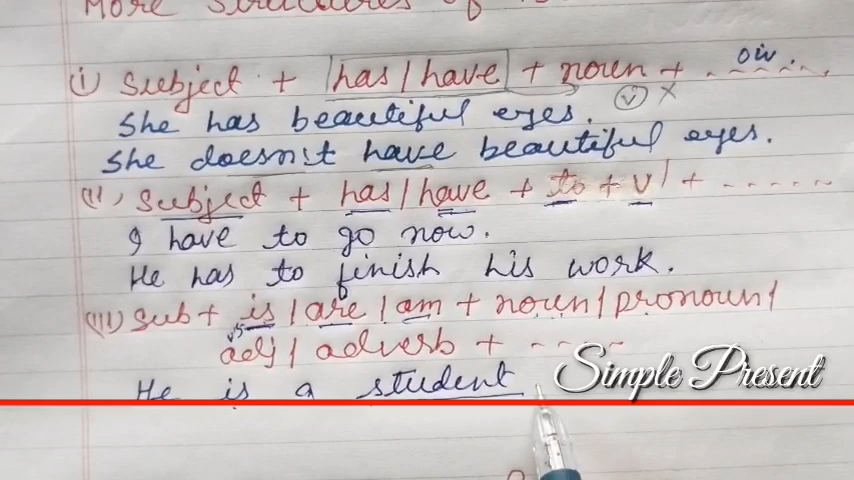 More Structures of
(i) Subject + has/have + noun + .......
oiv.
(v) X
She has beautiful eyes.
She doesn't have beautiful eyes.
(ii) Subject + has/have + to + v' + ------
I have to go now.
He has to finish his work.
(iii) Sub + is/are/am + noun/pronoun/
adj/ adverb + -----
He is a student
Simple Present